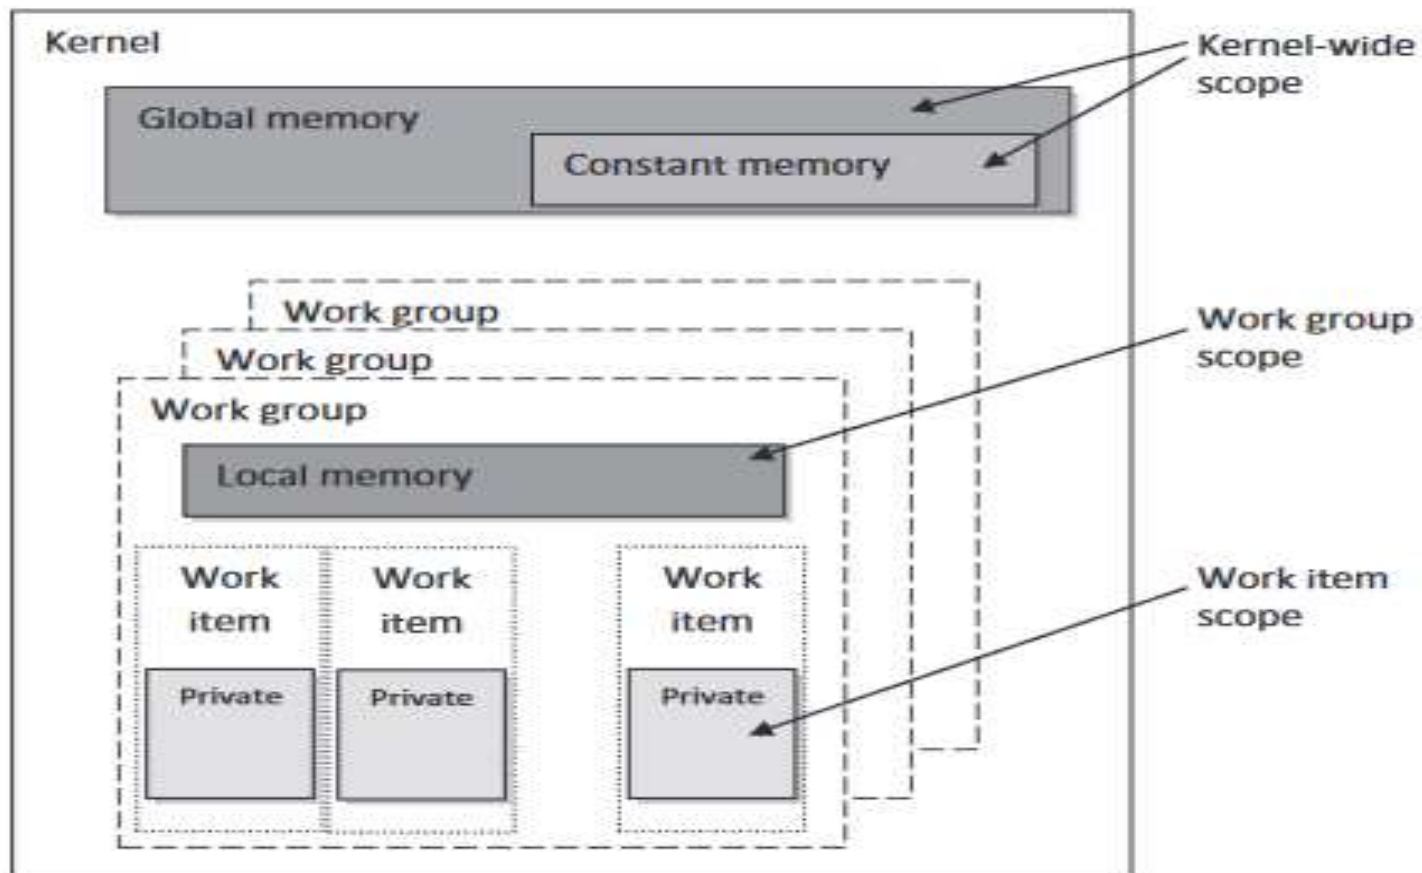 Kernel
Kernel-wide
scope
Global memory
Constant memory
Work group
Work group
Work group
Work group
scope
Local memory
Work
item
Work
item
Work
item
Work item
scope
Private
Private
Private